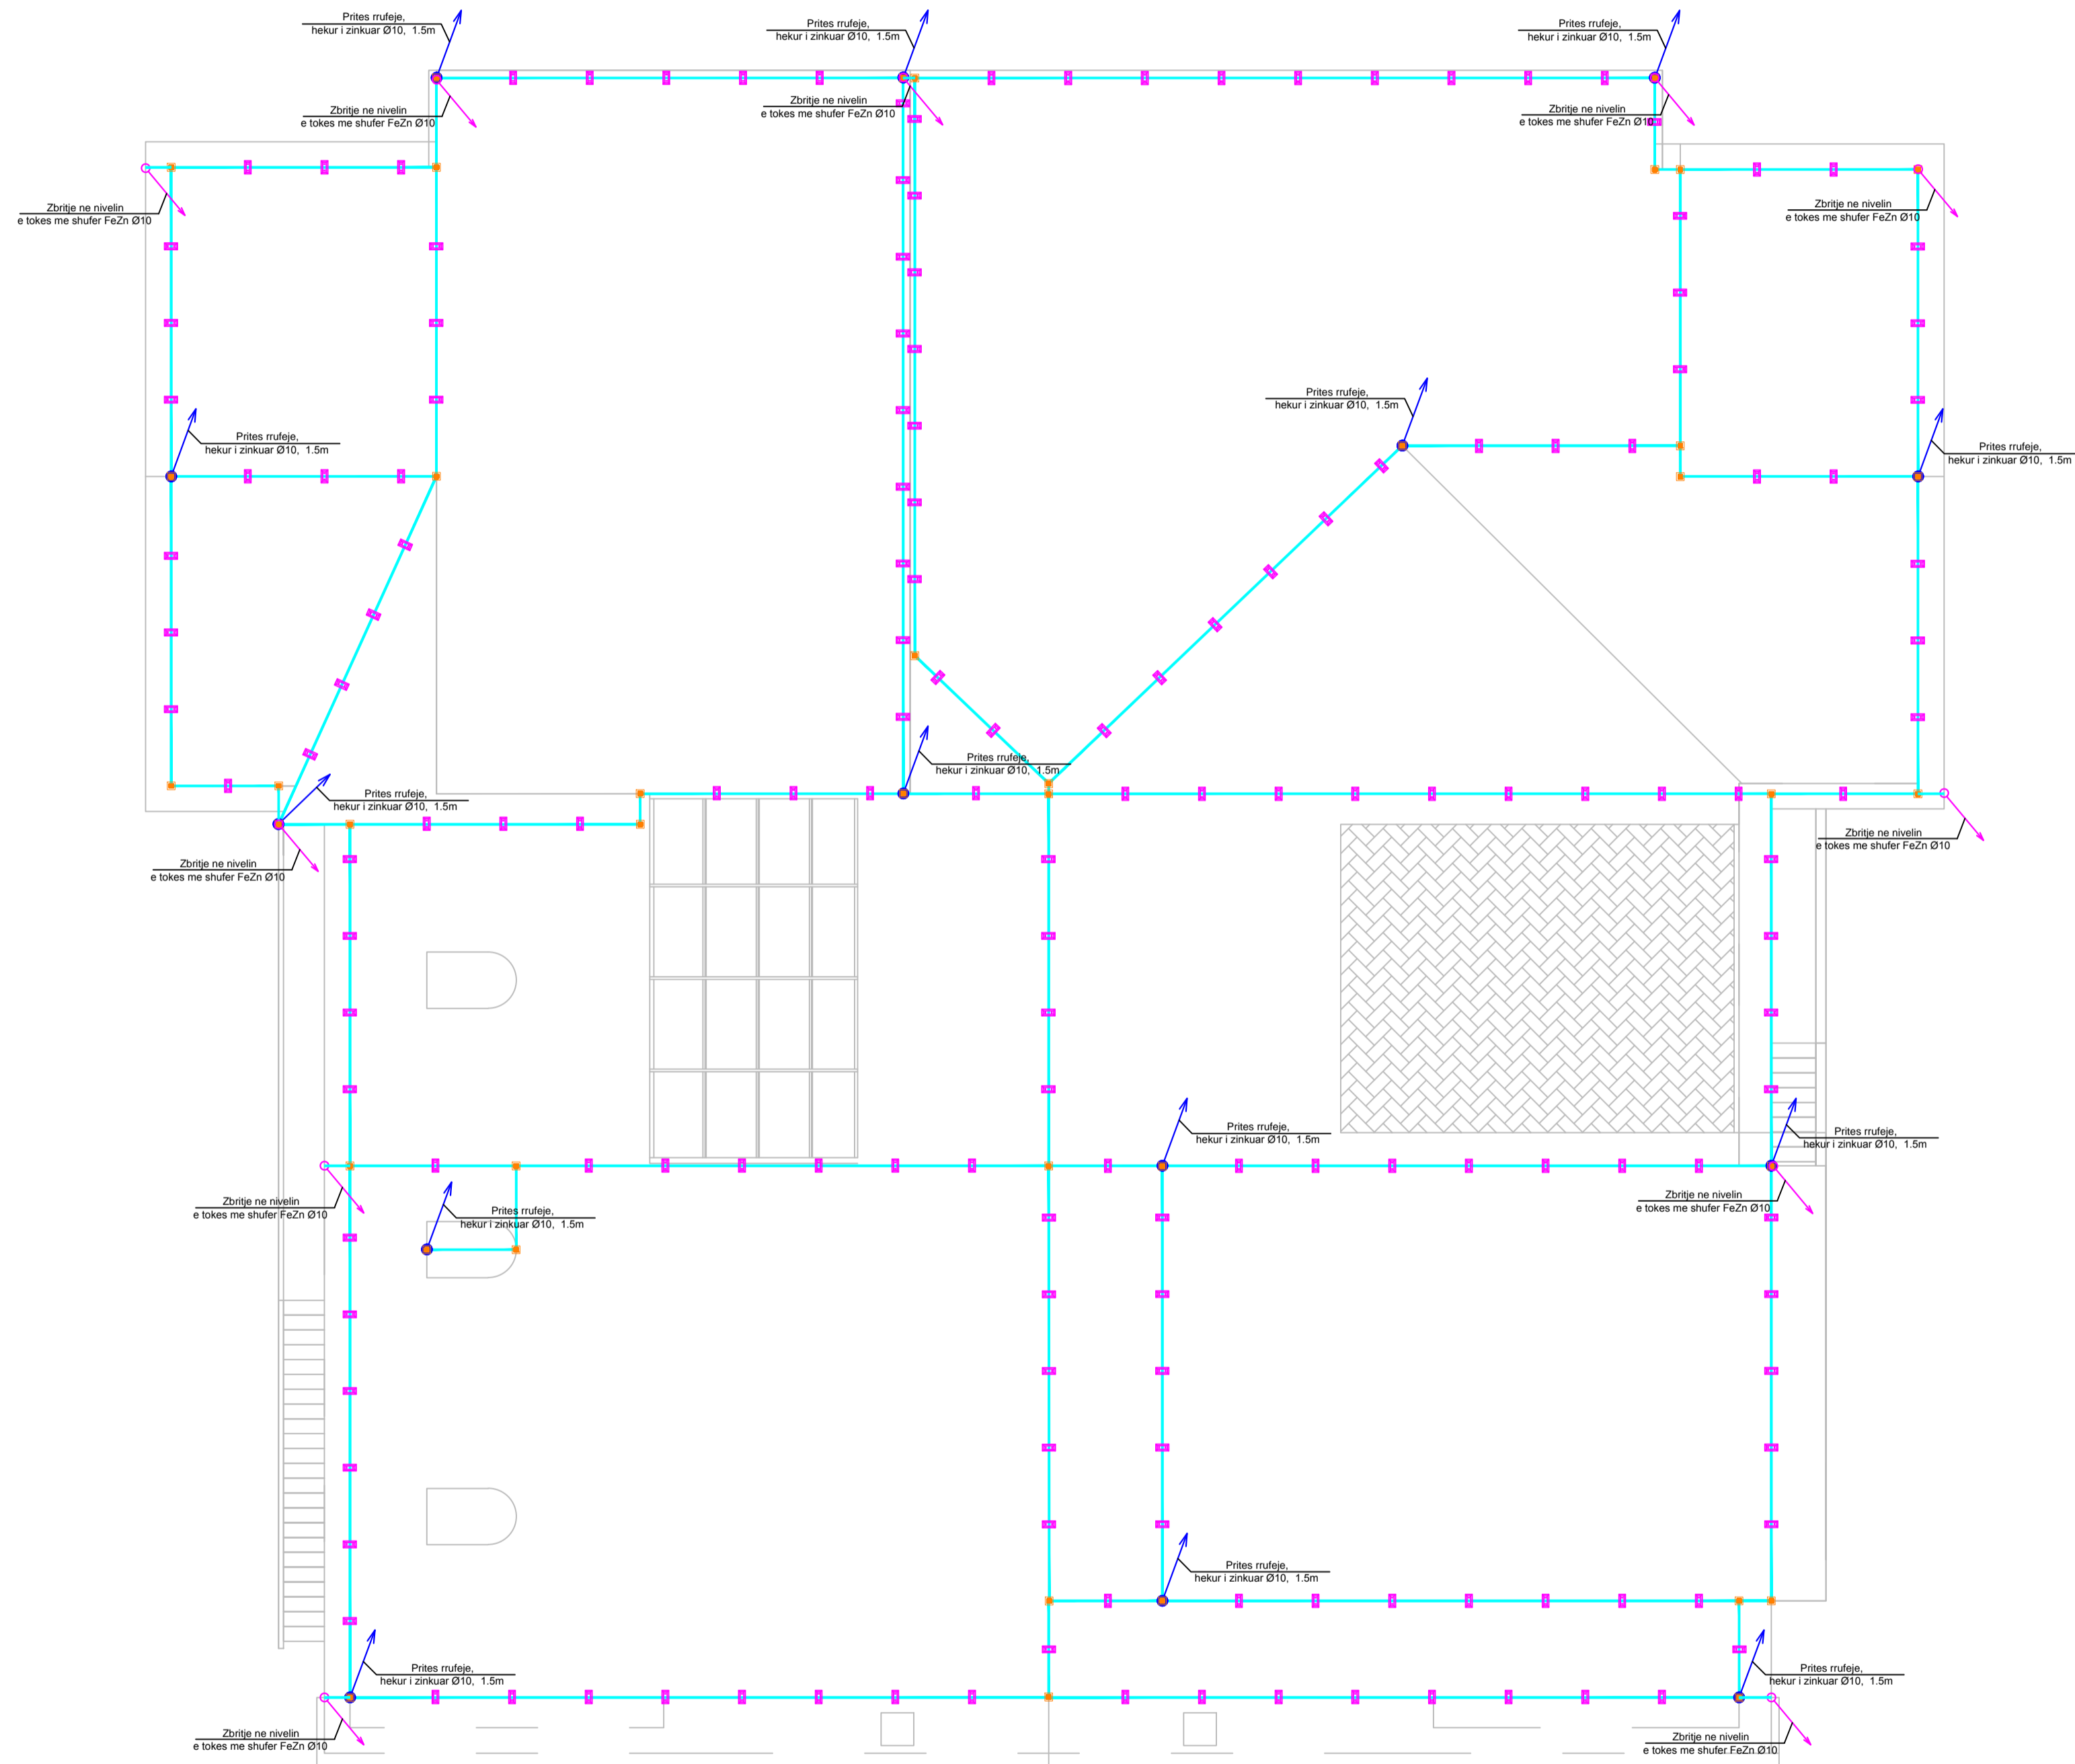 Prites rrufeje,
hekur i zinkuar Ø10, 1.5m
Prites rrufeje,
hekur i zinkuar Ø10, 1.5m
Prites rrufeje,
hekur i zinkuar Ø10, 1.5m
Zbritje ne nivelin
e tokes me shufer FeZn Ø10
Zbritje ne nivelin
e tokes me shufer FeZn Ø10
Zbritje ne nivelin
e tokes me shufer FeZn Ø10
Zbritje ne nivelin
e tokes me shufer FeZn Ø10
Zbritje ne nivelin
e tokes me shufer FeZn Ø10
Prites rrufeje,
hekur i zinkuar Ø10, 1.5m
Prites rrufeje,
hekur i zinkuar Ø10, 1.5m
Prites rrufeje,
hekur i zinkuar Ø10, 1.5m
Prites rrufeje,
hekur i zinkuar Ø10, 1.5m
Prites rrufeje,
hekur i zinkuar Ø10, 1.5m
Zbritje ne nivelin
e tokes me shufer FeZn Ø10
Zbritje ne nivelin
e tokes me shufer FeZn Ø10
Prites rrufeje,
hekur i zinkuar Ø10, 1.5m
Prites rrufeje,
hekur i zinkuar Ø10, 1.5m
Zbritje ne nivelin
e tokes me shufer FeZn Ø10
Prites rrufeje,
hekur i zinkuar Ø10, 1.5m
Zbritje ne nivelin
e tokes me shufer FeZn Ø10
Prites rrufeje,
hekur i zinkuar Ø10, 1.5m
Prites rrufeje,
hekur i zinkuar Ø10, 1.5m
Prites rrufeje,
hekur i zinkuar Ø10, 1.5m
Zbritje ne nivelin
e tokes me shufer FeZn Ø10
Zbritje ne nivelin
e tokes me shufer FeZn Ø10